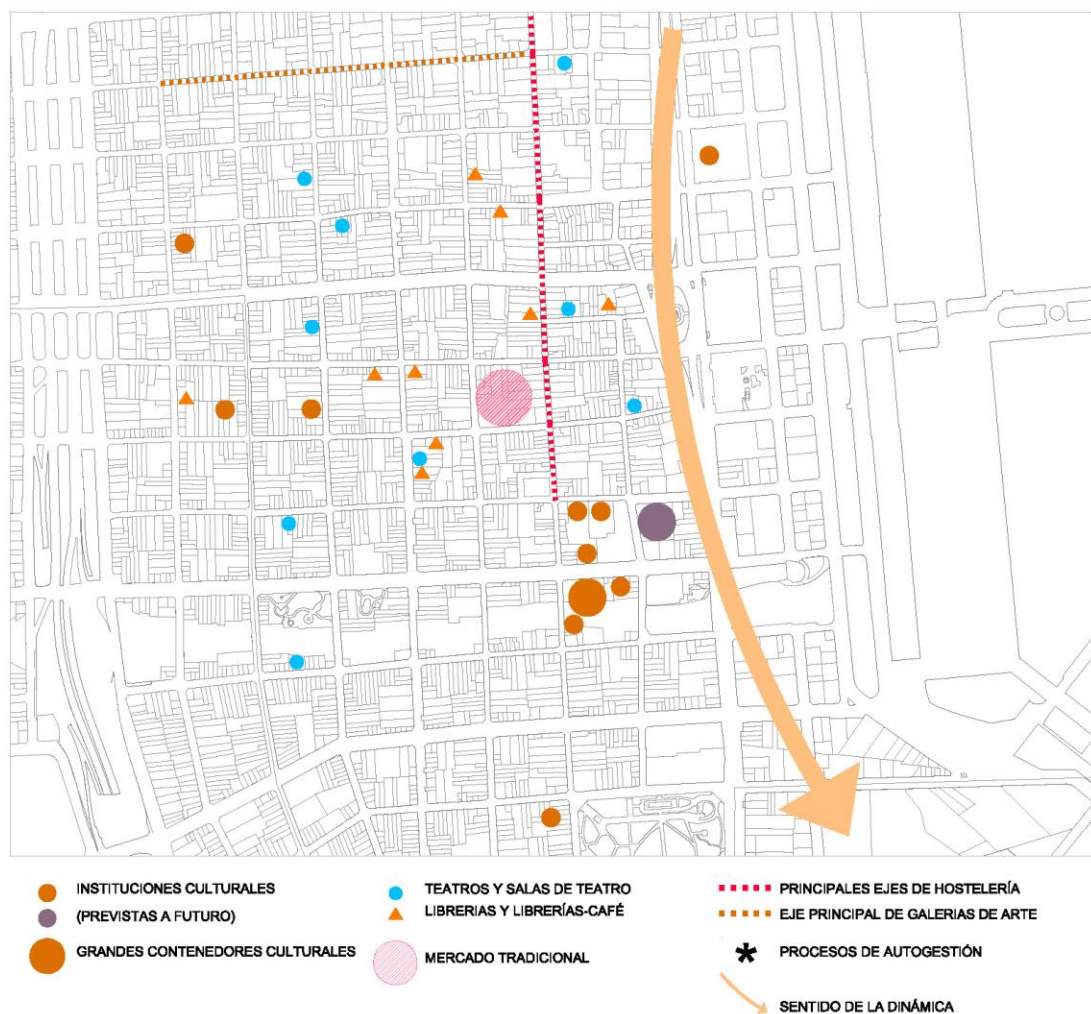 INSTITUCIONES CULTURALES
(PREVISTAS A FUTURO)
GRANDES CONTENEDORES CULTURALES
TEATROS Y SALAS DE TEATRO
LIBRERIAS Y LIBRERÍAS-CAFÉ
MERCADO TRADICIONAL
PRINCIPALES EJES DE HOSTELERÍA
EJE PRINCIPAL DE GALERIAS DE ARTE
PROCESOS DE AUTOGESTIÓN
SENTIDO DE LA DINÁMICA